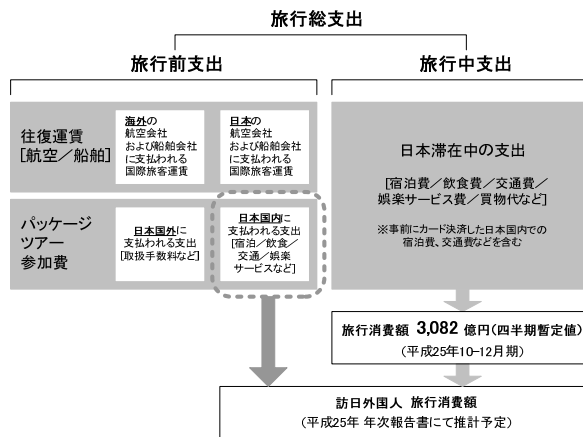 旅行総支出
旅行前支出
旅行中支出
往復運賃
[航空／船舶]
海外の
航空会社
および船舶会社
に支払われる
国際旅客運賃
日本の
航空会社
および船舶会社
に支払われる
国際旅客運賃
パッケージ
ツアー
参加費
日本国外に
支払われる支出
[取扱手数料など]
日本国内に
支払われる支出
[宿泊／飲食／
交通／娯楽
サービスなど]
日本滞在中の支出
[宿泊費／飲食費／交通費／
娯楽サービス費／買物代など]
※事前にカード決済した日本国内での
宿泊費、交通費などを含む
旅行消費額 3,082 億円(四半期暫定値)
(平成25年10-12月期)
訪日外国人 旅行消費額
(平成25年 年次報告書にて推計予定)